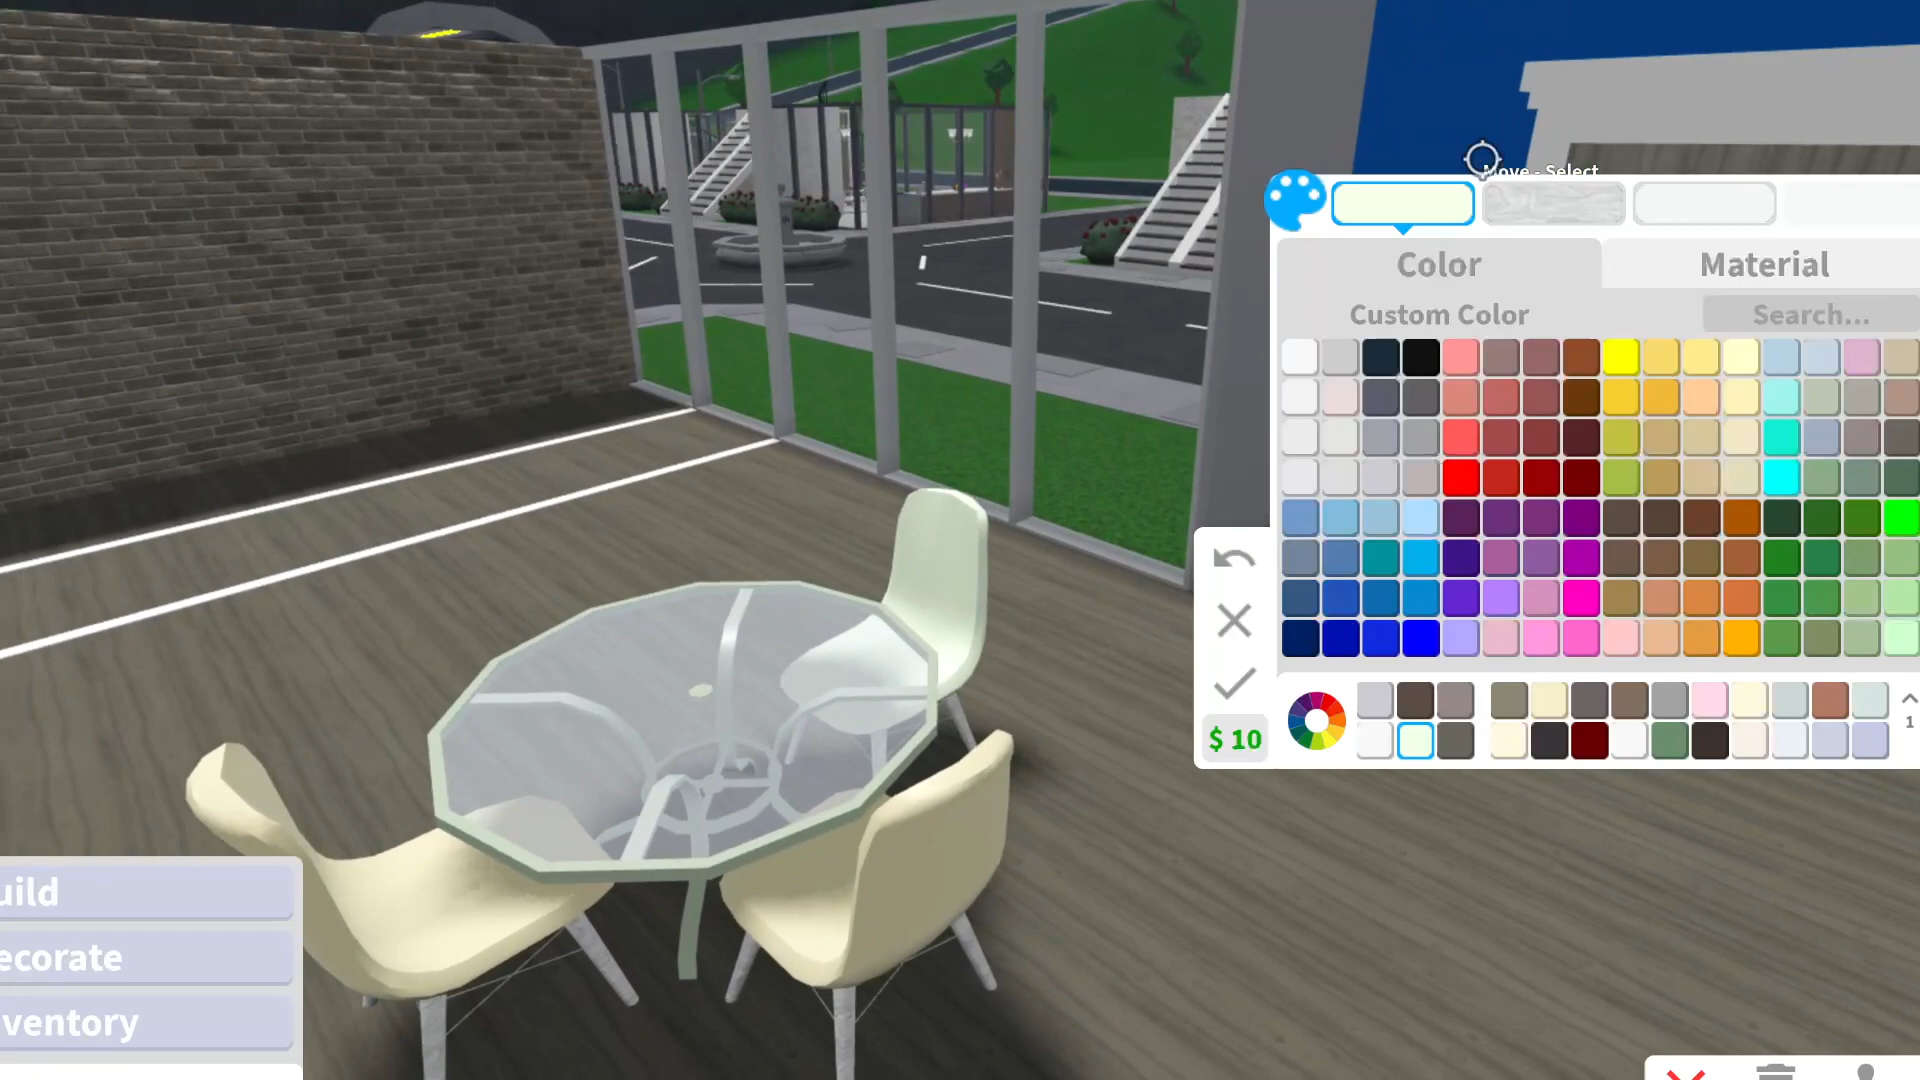 Move - Select
Color
Material
Custom Color
Search...
$ 10
1
uild
ecorate
ventory